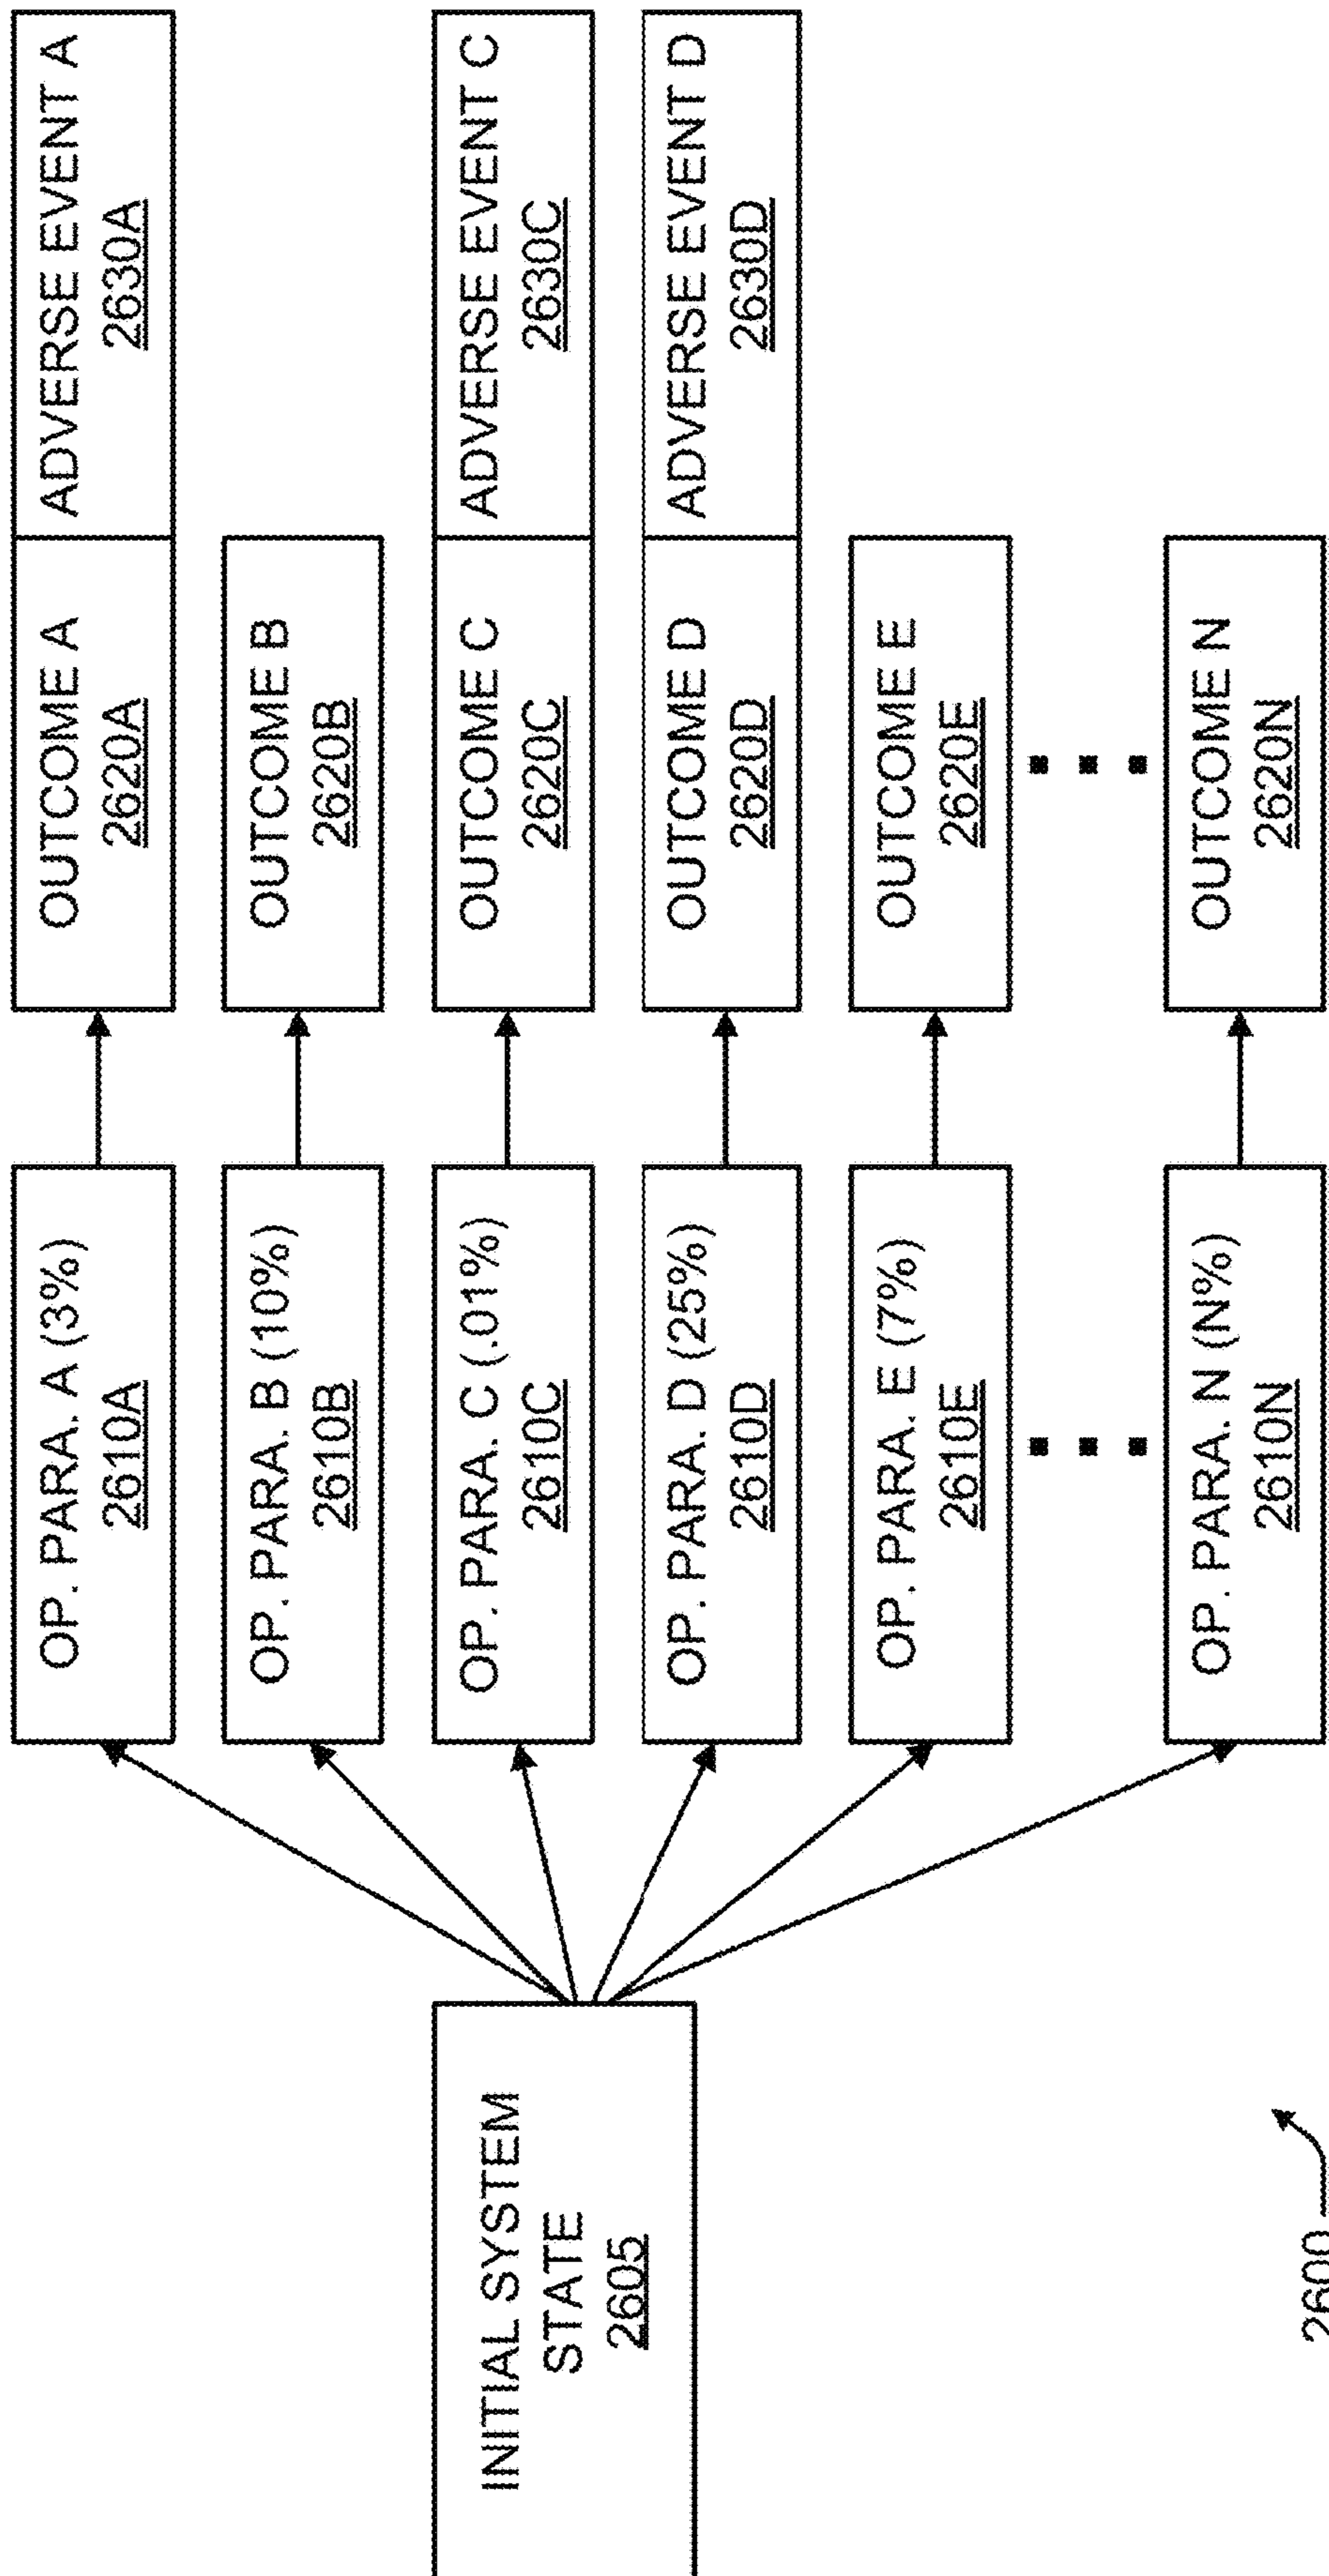 INITIAL SYSTEM
STATE
2605
OP. PARA. A (3%)
2610A
OP. PARA. B (10%)
2610B
OP. PARA. C (.01%)
2610C
OP. PARA. D (25%)
2610D
OP. PARA. E (7%)
2610E
OP. PARA. N (N%)
2610N
OUTCOME A
2620A
OUTCOME B
2620B
OUTCOME C
2620C
OUTCOME D
2620D
OUTCOME E
2620E
OUTCOME N
2620N
ADVERSE EVENT A
2630A
ADVERSE EVENT C
2630C
ADVERSE EVENT D
2630D
2600